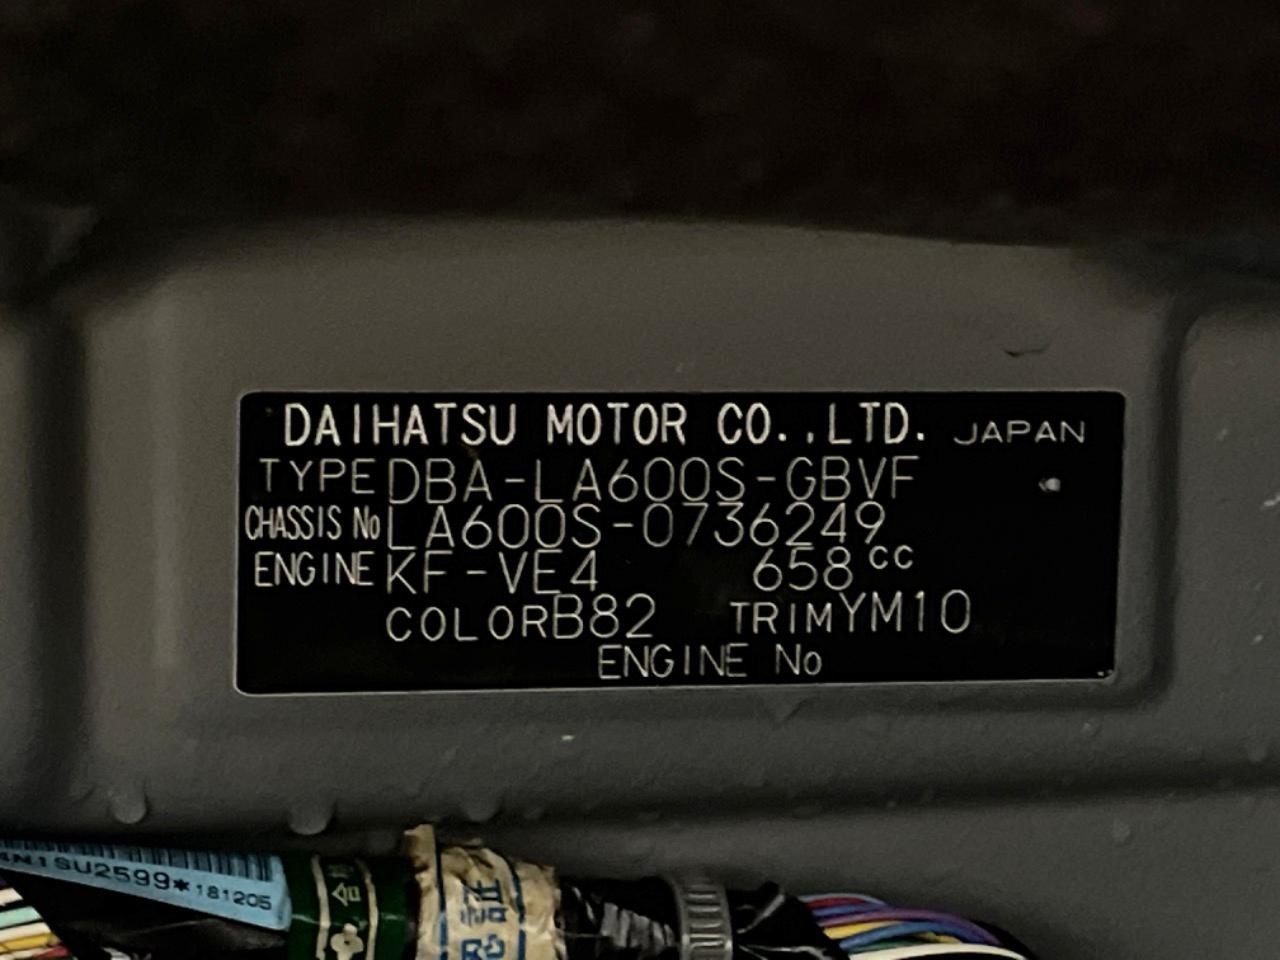 DAIHATSU MOTOR CO.,LTD. JAPAN
TYPE DBA-LA600S-GBVF
CHASSIS No LA600S-0736249
ENGINE KF-VE4 658cc
COLOR B82 TRIM YM10
ENGINE No
4N1SU2599*181205